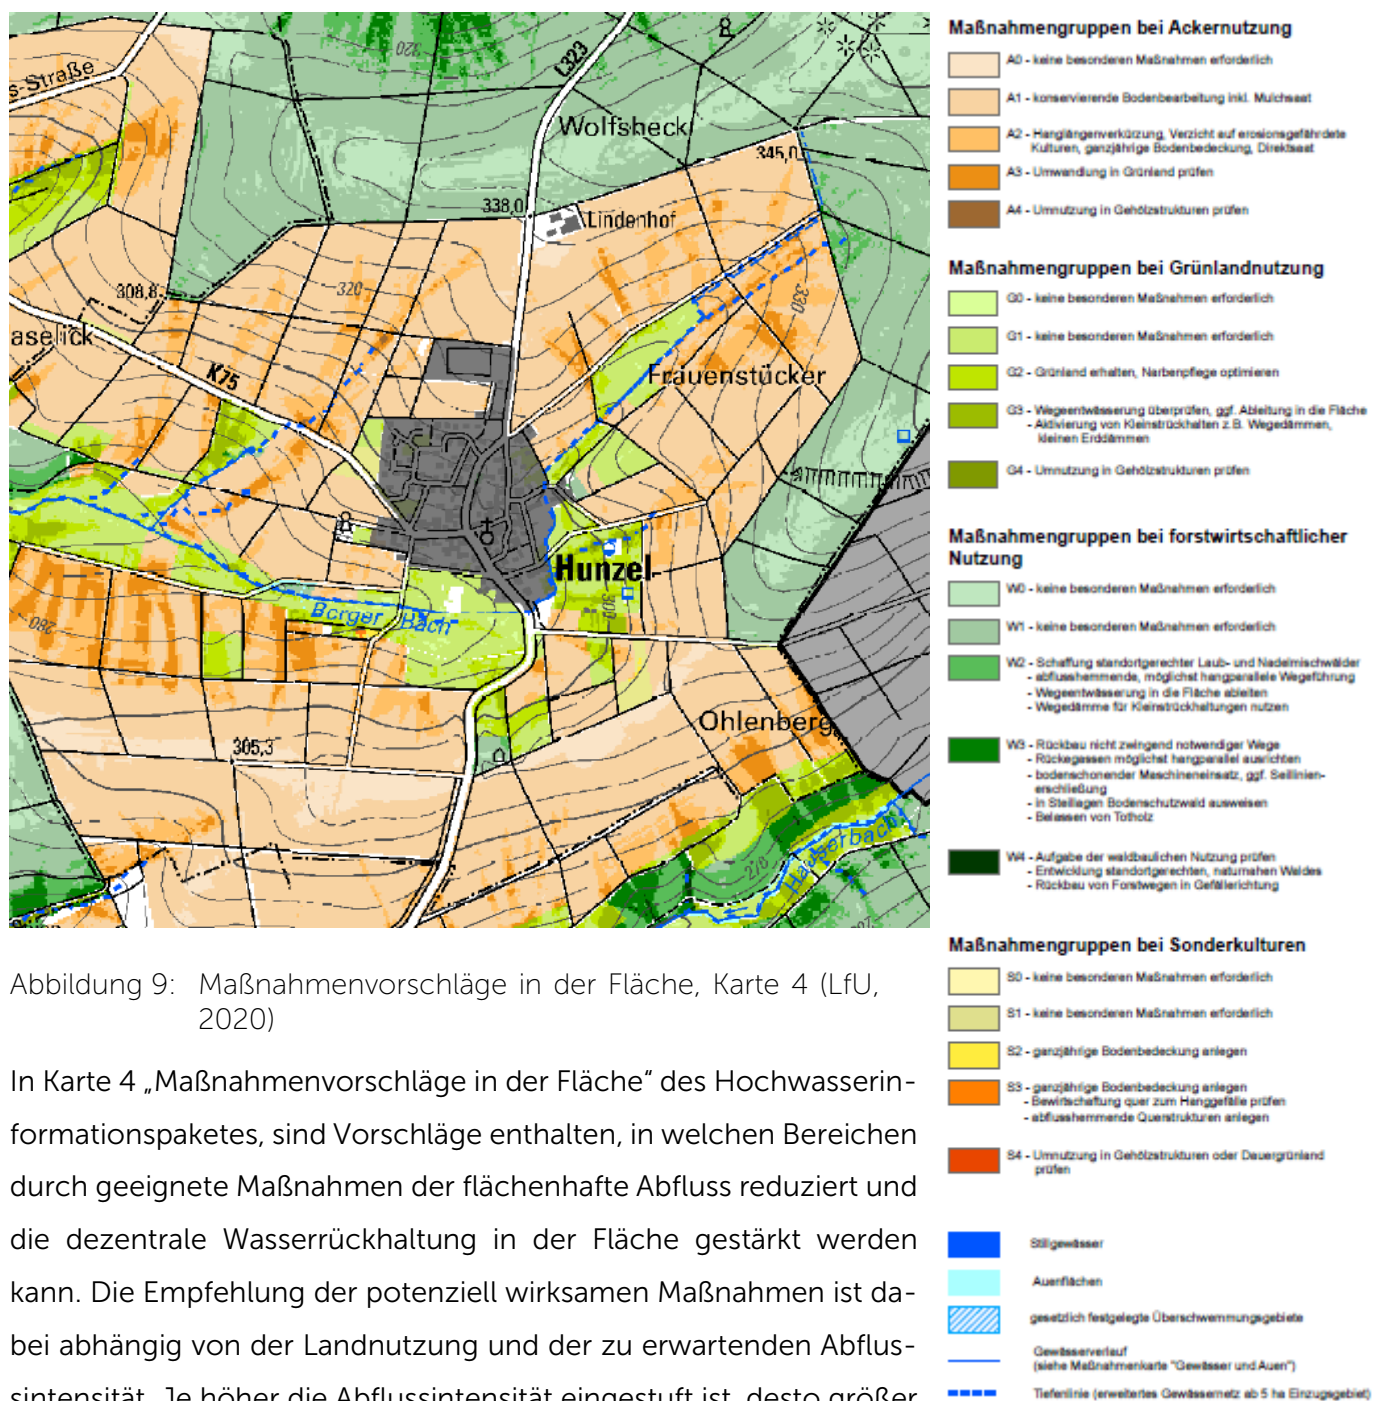 s-Straße
320
L323
Wolfsheck
345,0
338,0
Lindenhof
308,8
320
330
aselick
K75
Frauenstücker
Hunzel
300
Borger Bach
280
Ohlenberg
305,3
270
Hauserbach
Abbildung 9: Maßnahmenvorschläge in der Fläche, Karte 4 (LfU,
2020)
In Karte 4 „Maßnahmenvorschläge in der Fläche“ des Hochwasserin-
formationspaketes, sind Vorschläge enthalten, in welchen Bereichen
durch geeignete Maßnahmen der flächenhafte Abfluss reduziert und
die dezentrale Wasserrückhaltung in der Fläche gestärkt werden
kann. Die Empfehlung der potenziell wirksamen Maßnahmen ist da-
bei abhängig von der Landnutzung und der zu erwartenden Abflus-
sintensität. Je höher die Abflussintensität eingestuft ist, desto größer
Maßnahmengruppen bei Ackernutzung
A0 - keine besonderen Maßnahmen erforderlich
A1 - konservierende Bodenbearbeitung inkl. Mulchsaat
A2 - Hanglängenverkürzung, Verzicht auf erosionsgefährdete
Kulturen, ganzjährige Bodenbedeckung, Direktsaat
A3 - Umwandlung in Grünland prüfen
A4 - Umnutzung in Gehölzstrukturen prüfen
Maßnahmengruppen bei Grünlandnutzung
G0 - keine besonderen Maßnahmen erforderlich
G1 - keine besonderen Maßnahmen erforderlich
G2 - Grünland erhalten, Narbenpflege optimieren
G3 - Wegeentwässerung überprüfen, ggf. Ableitung in die Fläche
- Aktivierung von Kleinstrückhalten z.B. Wegedämmen,
kleinen Erddämmen
G4 - Umnutzung in Gehölzstrukturen prüfen
Maßnahmengruppen bei forstwirtschaftlicher
Nutzung
W0 - keine besonderen Maßnahmen erforderlich
W1 - keine besonderen Maßnahmen erforderlich
W2 - Schaffung standortgerechter Laub- und Nadelmischwälder
- abflusshemmende, möglichst hangparallele Wegeführung
- Wegeentwässerung in die Fläche ableiten
- Wegedämme für Kleinstrückhaltungen nutzen
W3 - Rückbau nicht zwingend notwendiger Wege
- Rückegassen möglichst hangparallel ausrichten
- bodenschonender Maschineneinsatz, ggf. Seillinien-
erschließung
- in Steillagen Bodenschutzwald ausweisen
- Belassen von Totholz
W4 - Aufgabe der waldbaulichen Nutzung prüfen
- Entwicklung standortgerechten, naturnahen Waldes
- Rückbau von Forstwegen in Gefällerichtung
Maßnahmengruppen bei Sonderkulturen
S0 - keine besonderen Maßnahmen erforderlich
S1 - keine besonderen Maßnahmen erforderlich
S2 - ganzjährige Bodenbedeckung anlegen
S3 - ganzjährige Bodenbedeckung anlegen
- Bewirtschaftung quer zum Hanggefälle prüfen
- abflusshemmende Querstrukturen anlegen
S4 - Umnutzung in Gehölzstrukturen oder Dauergrünland
prüfen
Stillgewässer
Auenflächen
gesetzlich festgelegte Überschwemmungsgebiete
Gewässerverlauf
(siehe Maßnahmenkarte "Gewässer und Auen")
Tiefenlinie (erweitertes Gewässernetz ab 5 ha Einzugsgebiet)